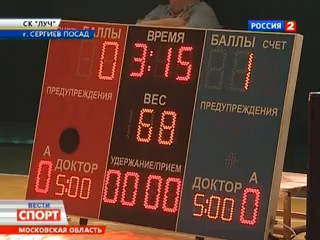 СК "ЛУЧ"
г. СЕРГИЕВ ПОСАД
РОССИЯ 2
БАЛЛЫ ВРЕМЯ БАЛЛЫ СЧЕТ
0 3:15 1
ПРЕДУПРЕЖДЕНИЯ ВЕС ПРЕДУПРЕЖДЕНИЯ
68
А ДОКТОР УДЕРЖАНИЕ/ПРИЕМ ДОКТОР А
0 5:00 00 00 5:00 0
ВЕСТИ
СПОРТ
МОСКОВСКАЯ ОБЛАСТЬ